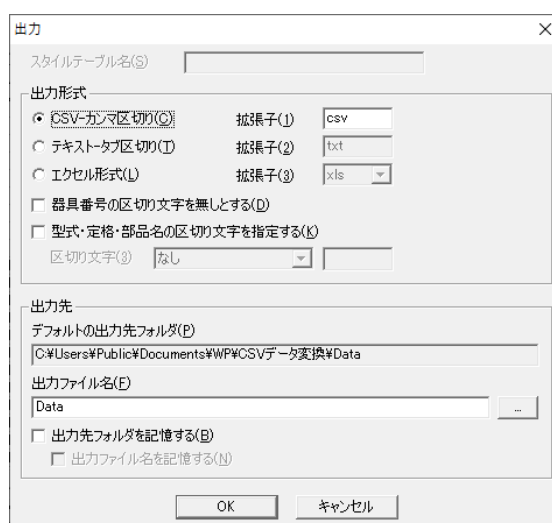 出力
スタイルテーブル名(S)
出力形式
CSV-カンマ区切り(C) 拡張子(1) csv
テキスト-タブ区切り(T) 拡張子(2) txt
エクセル形式(L) 拡張子(3) xls
器具番号の区切り文字を無しとする(D)
型式・定格・部品名の区切り文字を指定する(K)
区切り文字(3) なし
出力先
デフォルトの出力先フォルダ(P)
C:¥Users¥Public¥Documents¥WP¥CSVデータ変換¥Data
出力ファイル名(F)
Data ...
出力先フォルダを記憶する(B)
出力ファイル名を記憶する(N)
OK キャンセル